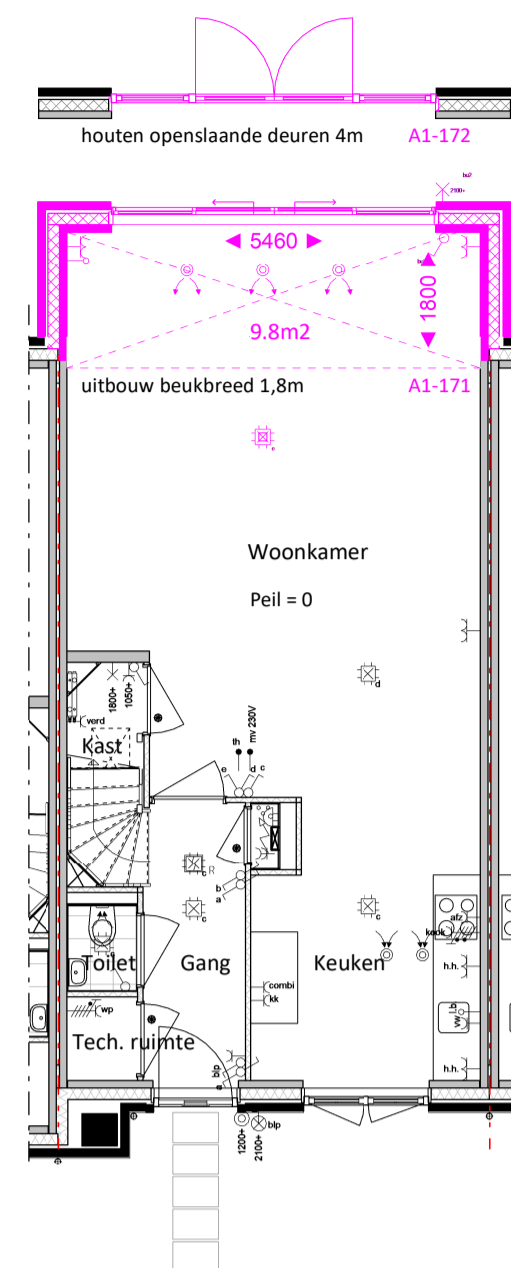 houten openslaande deuren 4m A1-172
bu2
2100+
◄ 5460 ►
◄ 1800 ►
9.8m2
uitbouw beukbreed 1,8m A1-171
e
Woonkamer
Peil = 0
d
1800+
1050+
verd
Kast
th
mv 230V
e d c
c R
b
a
c
c
afz
kook
Toilet Gang Keuken
h.h.
combi
kk
wp
vw
b
Tech. ruimte
blp
a
h.h.
1200+
2100+
blp